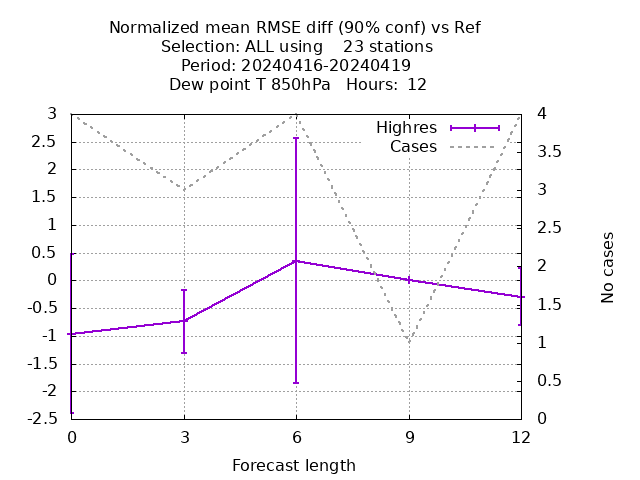 Normalized mean RMSE diff (90% conf) vs Ref
Selection: ALL using    23 stations
Period: 20240416-20240419
Dew point T 850hPa   Hours:  12
Highres
Cases
3
2.5
2
1.5
1
0.5
0
-0.5
-1
-1.5
-2
-2.5
4
3.5
3
2.5
2
1.5
1
0.5
0
No cases
0 3 6 9 12
Forecast length